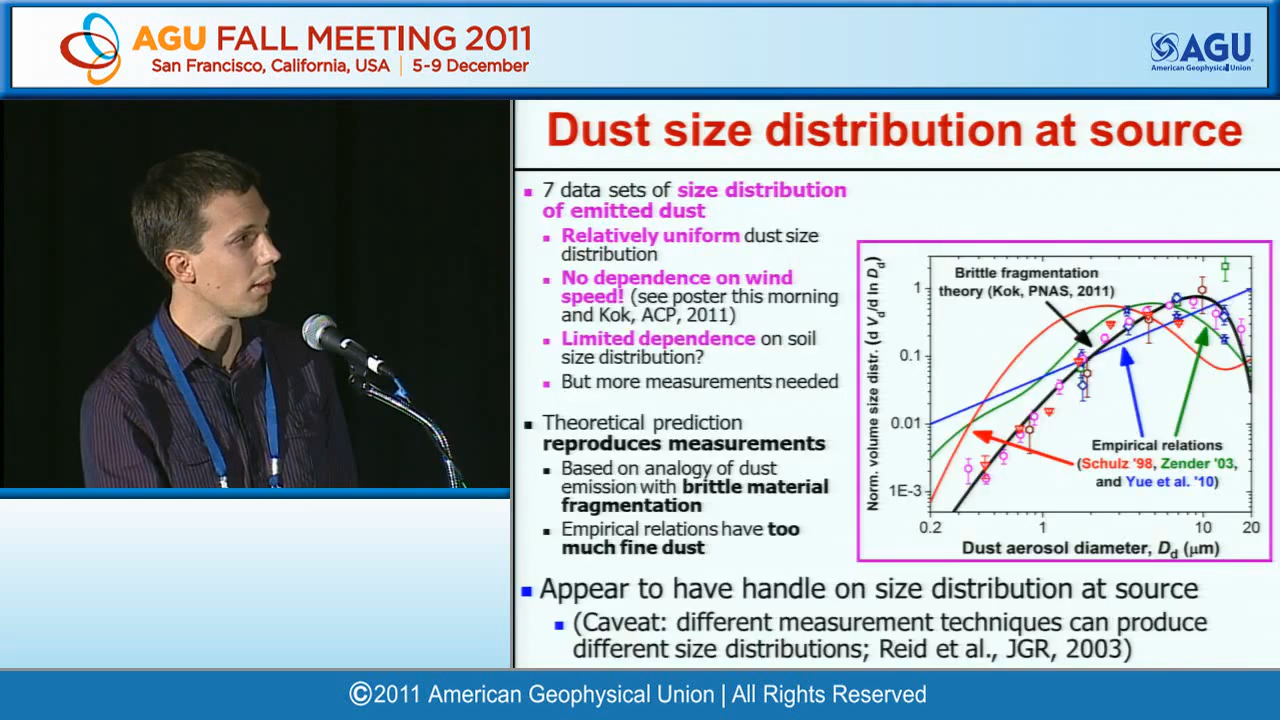 AGU FALL MEETING 2011
San Francisco, California, USA | 5-9 December
AGU
American Geophysical Union
Dust size distribution at source
7 data sets of size distribution
of emitted dust
Relatively uniform dust size
distribution
No dependence on wind
speed! (see poster this morning
and Kok, ACP, 2011)
Limited dependence on soil
size distribution?
But more measurements needed
Theoretical prediction
reproduces measurements
Based on analogy of dust
emission with brittle material
fragmentation
Empirical relations have too
much fine dust
Norm. volume size distr. (d Vd/d ln Dd)
1
0.1
0.01
1E-3
Brittle fragmentation
theory (Kok, PNAS, 2011)
Empirical relations
(Schulz '98, Zender '03,
and Yue et al. '10)
0.2 1 10 20
Dust aerosol diameter, Dd (μm)
Appear to have handle on size distribution at source
(Caveat: different measurement techniques can produce
different size distributions; Reid et al., JGR, 2003)
©2011 American Geophysical Union | All Rights Reserved